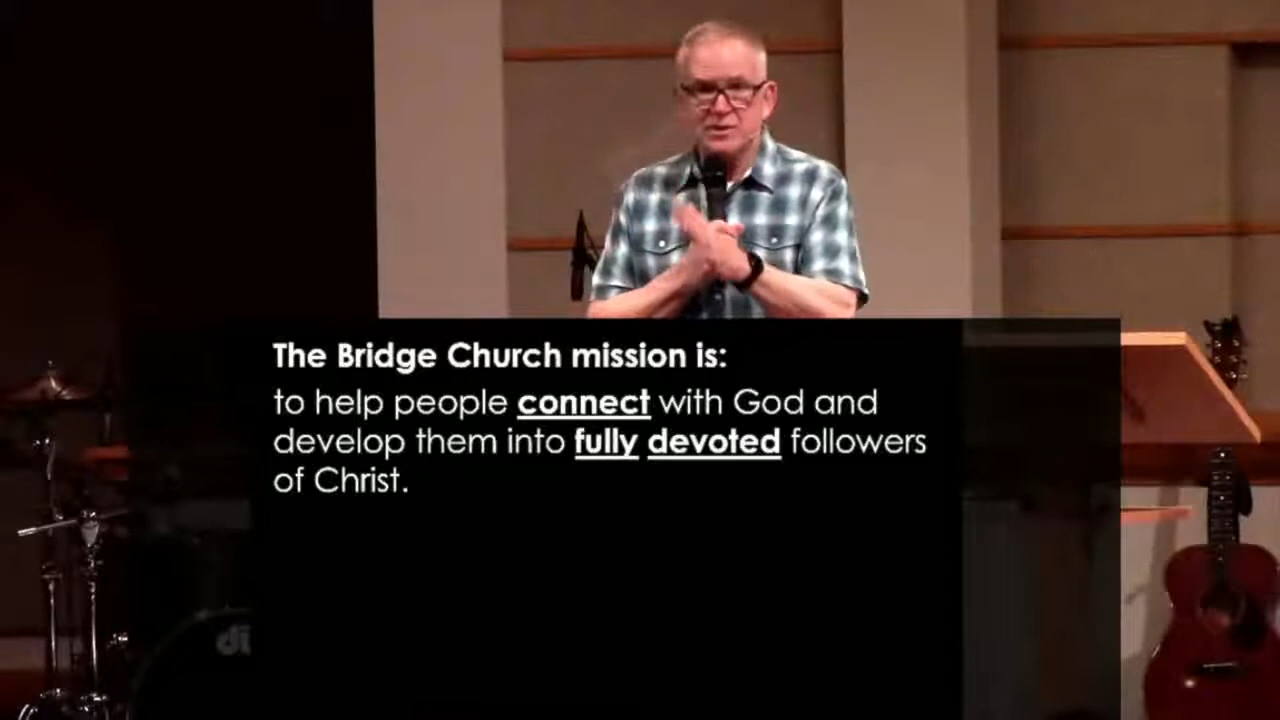 The Bridge Church mission is:
to help people connect with God and
develop them into fully devoted followers
of Christ.
di